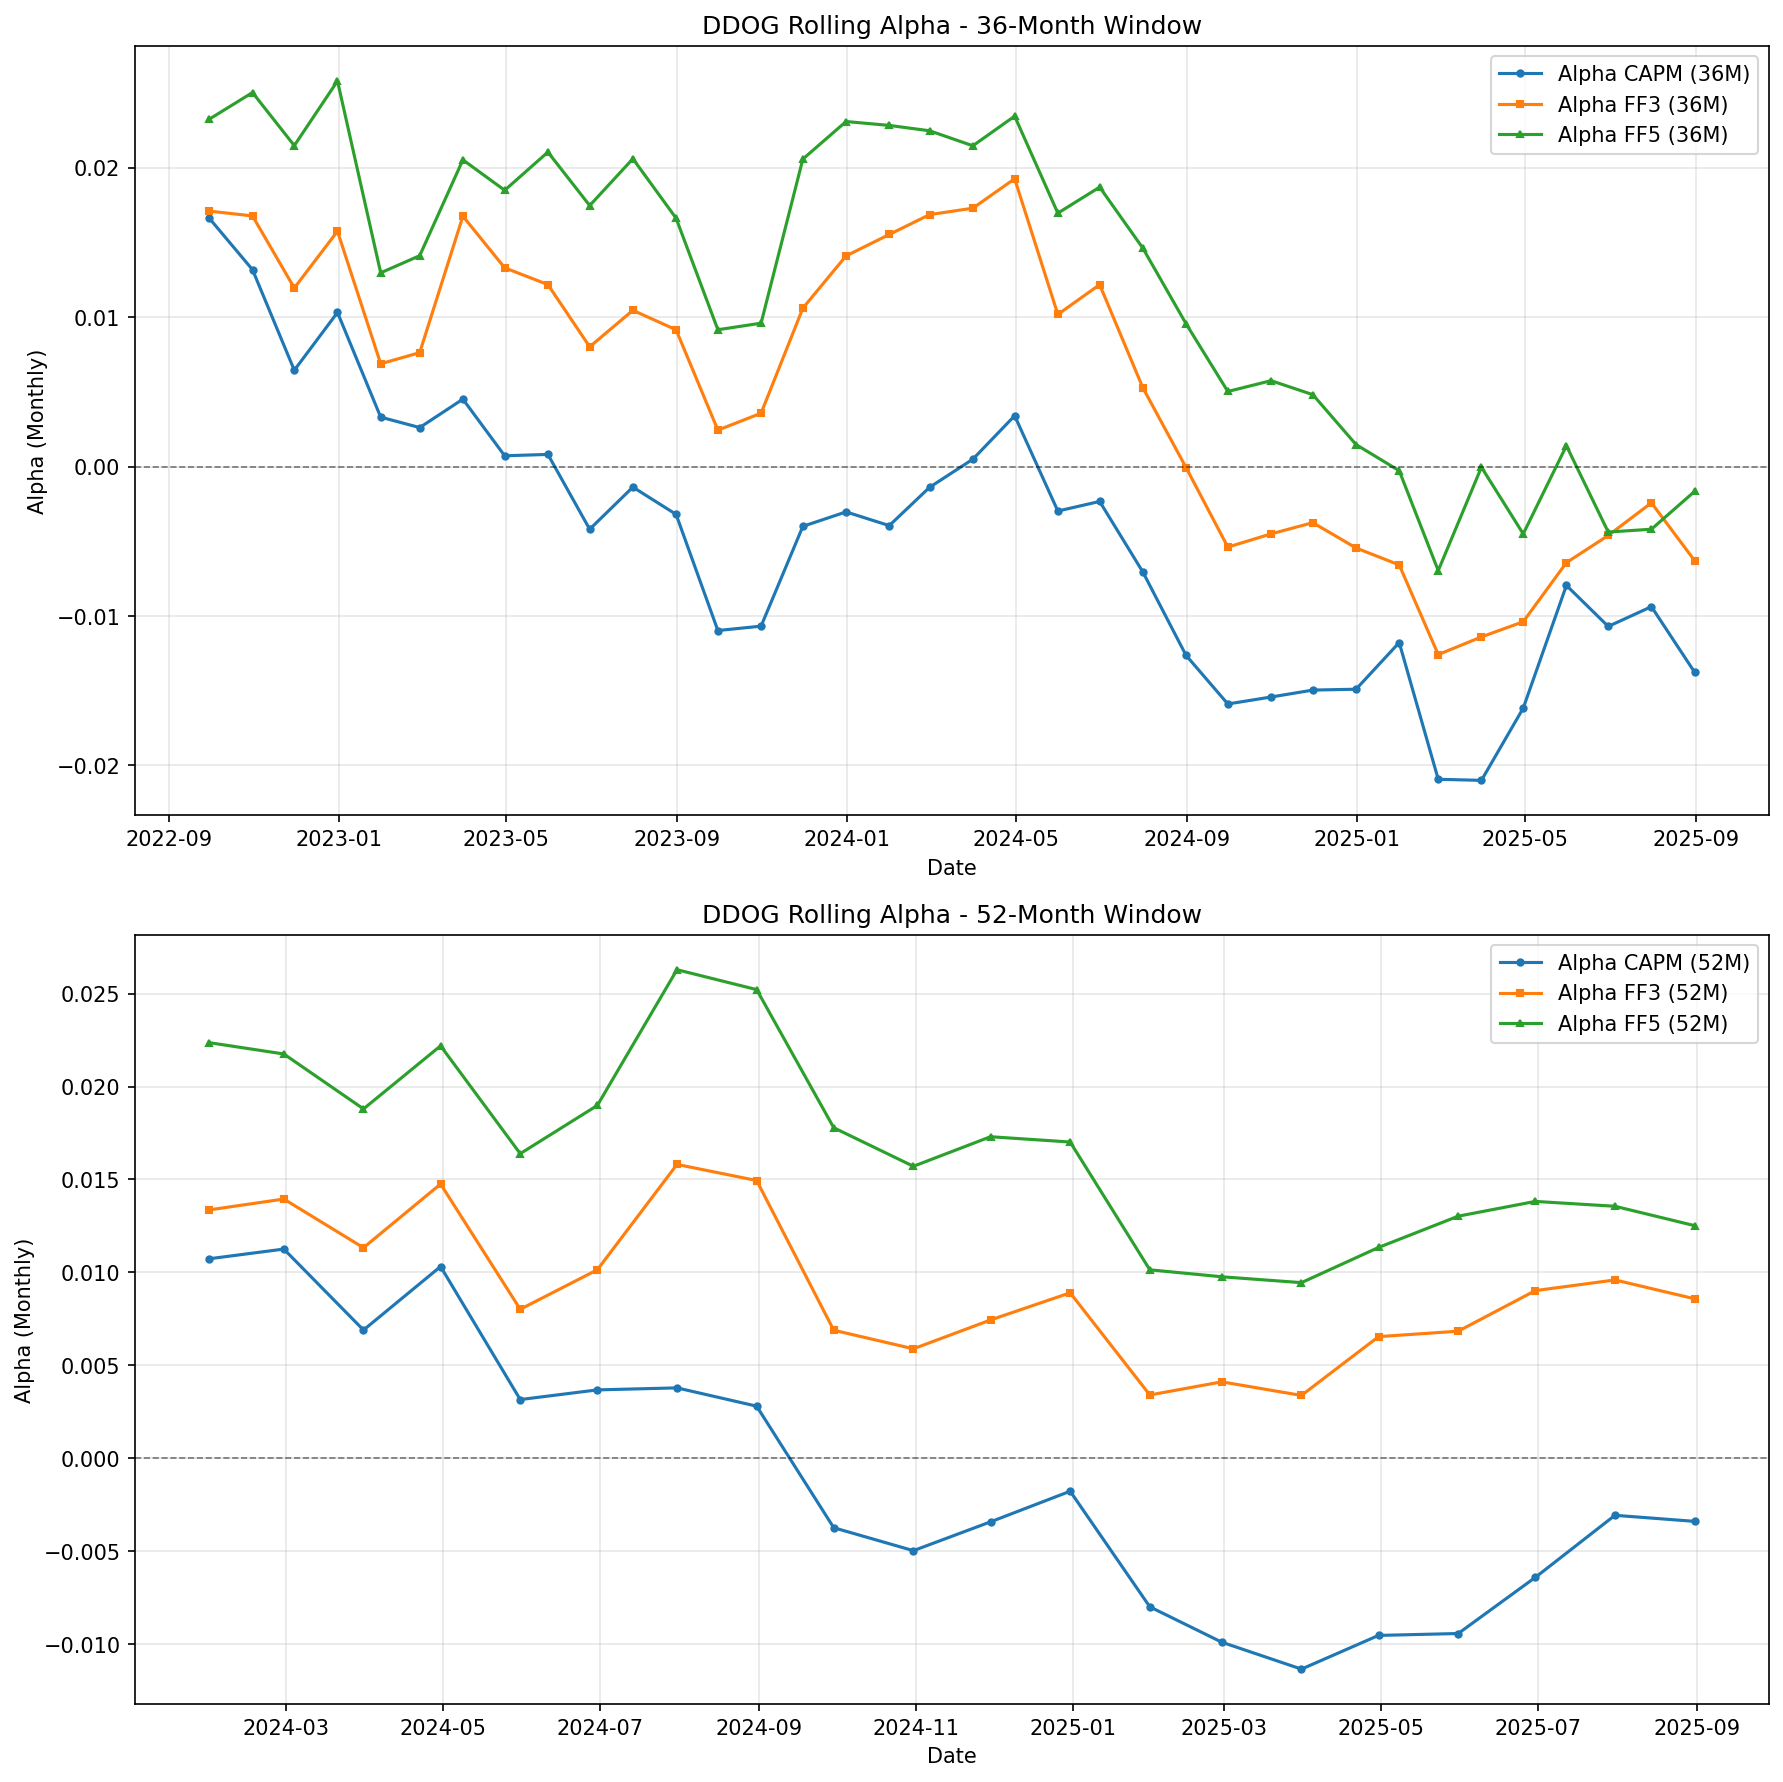 DDOG Rolling Alpha - 36-Month Window
Alpha CAPM (36M)
Alpha FF3 (36M)
Alpha FF5 (36M)
Alpha (Monthly)
0.02
0.01
0.00
−0.01
−0.02
2022-09 2023-01 2023-05 2023-09 2024-01 2024-05 2024-09 2025-01 2025-05 2025-09
Date
DDOG Rolling Alpha - 52-Month Window
Alpha CAPM (52M)
Alpha FF3 (52M)
Alpha FF5 (52M)
Alpha (Monthly)
0.025
0.020
0.015
0.010
0.005
0.000
−0.005
−0.010
2024-03 2024-05 2024-07 2024-09 2024-11 2025-01 2025-03 2025-05 2025-07 2025-09
Date